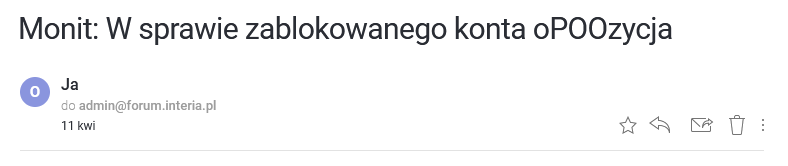 Monit: W sprawie zablokowanego konta oPOOzycja
O
Ja
do admin@forum.interia.pl
11 kwi